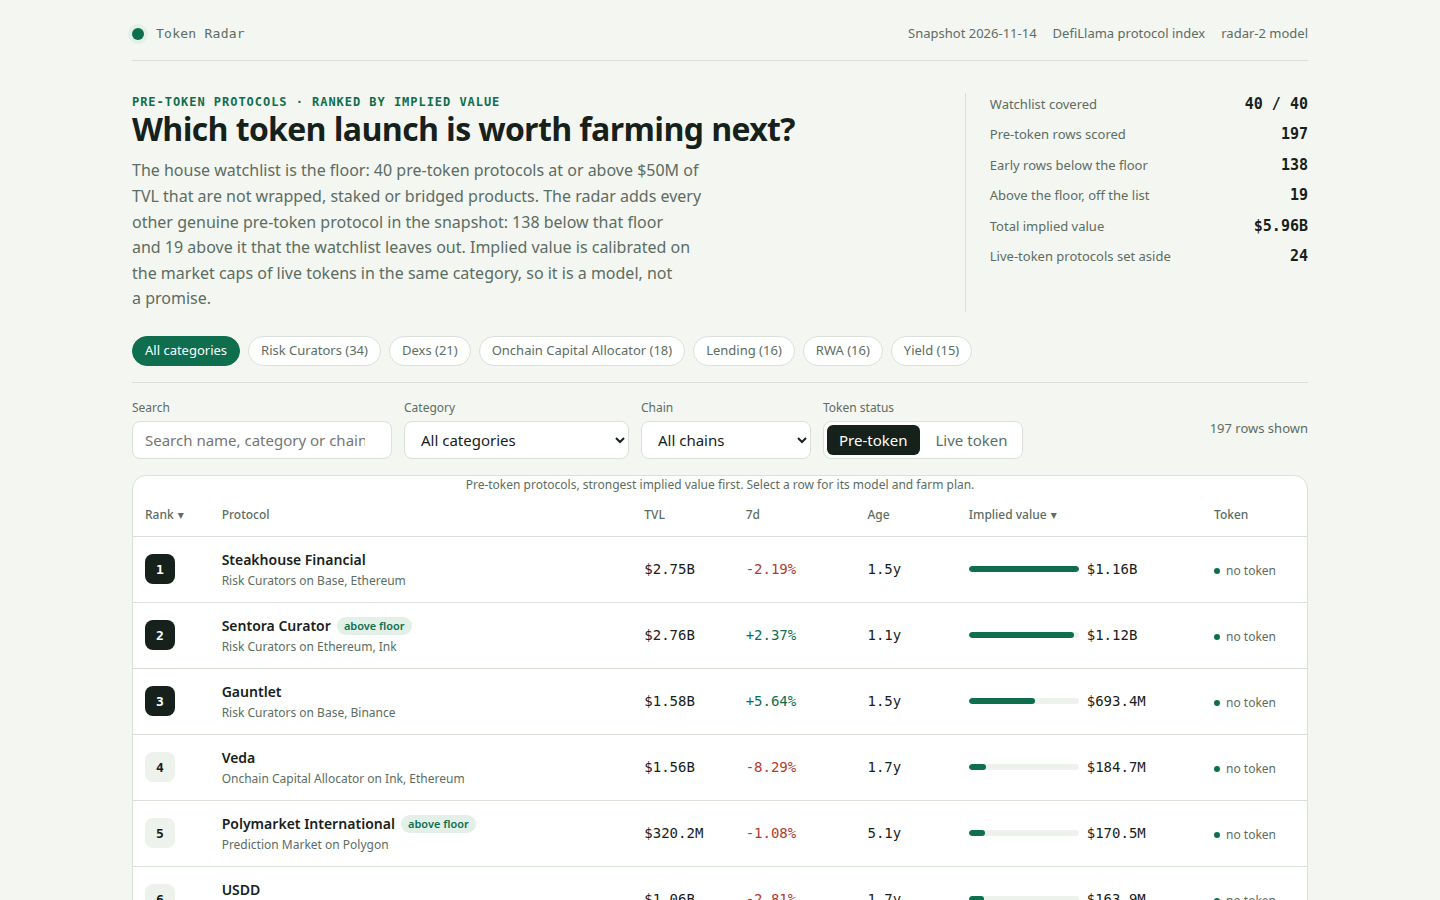 Token Radar
Snapshot 2026-11-14 DefiLlama protocol index radar-2 model
PRE-TOKEN PROTOCOLS · RANKED BY IMPLIED VALUE
Which token launch is worth farming next?
The house watchlist is the floor: 40 pre-token protocols at or above $50M of
TVL that are not wrapped, staked or bridged products. The radar adds every
other genuine pre-token protocol in the snapshot: 138 below that floor
and 19 above it that the watchlist leaves out. Implied value is calibrated on
the market caps of live tokens in the same category, so it is a model, not
a promise.
Watchlist covered 40 / 40
Pre-token rows scored 197
Early rows below the floor 138
Above the floor, off the list 19
Total implied value $5.96B
Live-token protocols set aside 24
All categories Risk Curators (34) Dexs (21) Onchain Capital Allocator (18) Lending (16) RWA (16) Yield (15)
Search Category Chain Token status
Search name, category or chain All categories All chains Pre-token Live token 197 rows shown
Pre-token protocols, strongest implied value first. Select a row for its model and farm plan.
Rank ▾ Protocol TVL 7d Age Implied value ▾ Token
1 Steakhouse Financial $2.75B -2.19% 1.5y $1.16B no token
Risk Curators on Base, Ethereum
2 Sentora Curator above floor $2.76B +2.37% 1.1y $1.12B no token
Risk Curators on Ethereum, Ink
3 Gauntlet $1.58B +5.64% 1.5y $693.4M no token
Risk Curators on Base, Binance
4 Veda $1.56B -8.29% 1.7y $184.7M no token
Onchain Capital Allocator on Ink, Ethereum
5 Polymarket International above floor $320.2M -1.08% 5.1y $170.5M no token
Prediction Market on Polygon
6 USDD $1.06B -2.81% 1.7y $163.9M no token